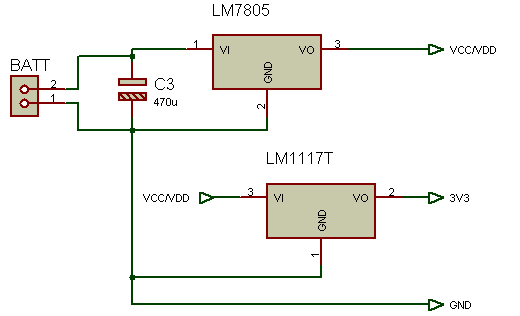 LM7805
1
VI
VO
3
VCC/VDD
BATT
GND
2
2
C3
1
470u
LM1117T
VCC/VDD
3
VI
VO
2
3V3
GND
1
GND